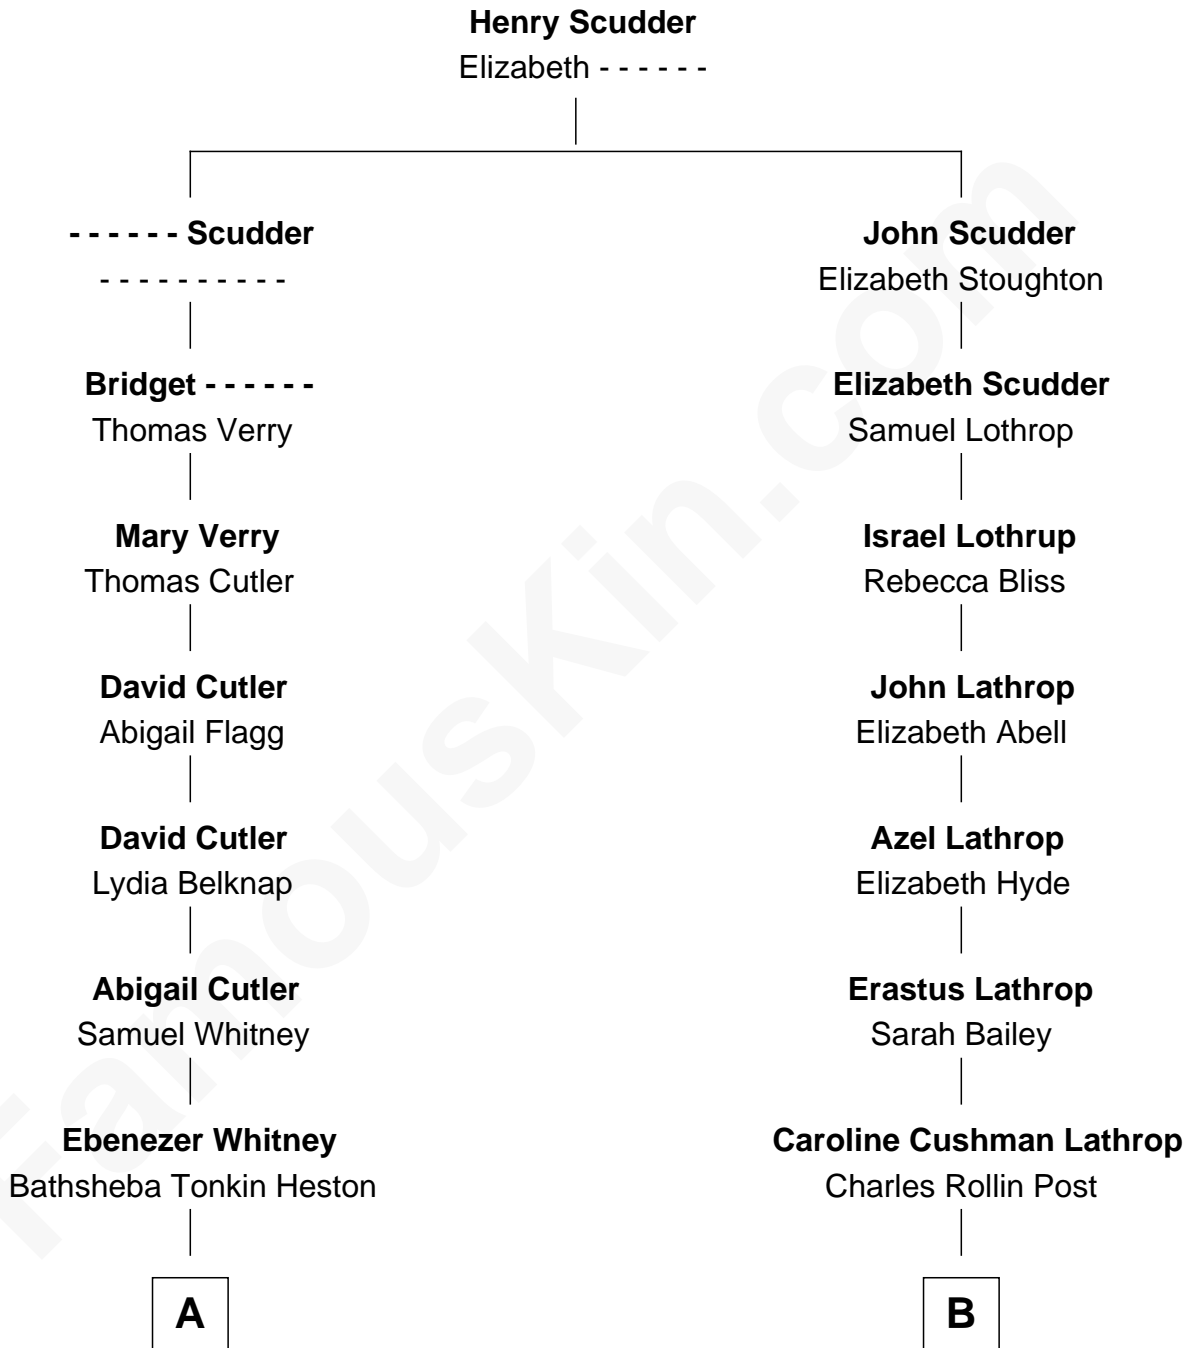 Henry Scudder
Elizabeth - - - - - -
- - - - - - Scudder
- - - - - - - - - -
John Scudder
Elizabeth Stoughton
Bridget - - - - - -
Thomas Verry
Elizabeth Scudder
Samuel Lothrop
Mary Verry
Thomas Cutler
Israel Lothrup
Rebecca Bliss
David Cutler
Abigail Flagg
John Lathrop
Elizabeth Abell
David Cutler
Lydia Belknap
Azel Lathrop
Elizabeth Hyde
Abigail Cutler
Samuel Whitney
Erastus Lathrop
Sarah Bailey
Ebenezer Whitney
Bathsheba Tonkin Heston
Caroline Cushman Lathrop
Charles Rollin Post
A
B
FamousKin.com